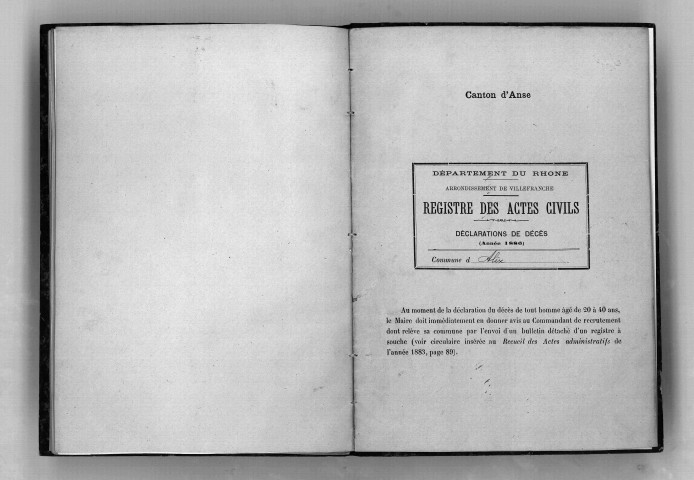 Canton d'Anse
DÉPARTEMENT DU RHONE
ARRONDISSEMENT DE VILLEFRANCHE
REGISTRE DES ACTES CIVILS
DÉCLARATIONS DE DÉCÈS
(Année 1886)
Commune d Alix
Au moment de la déclaration du décès de tout homme âgé de 20 à 40 ans,
le Maire doit immédiatement en donner avis au Commandant de recrutement
dont relève sa commune par l'envoi d'un bulletin détaché d'un registre à
souche (voir circulaire insérée au Recueil des Actes administratifs de
l'année 1883, page 89).